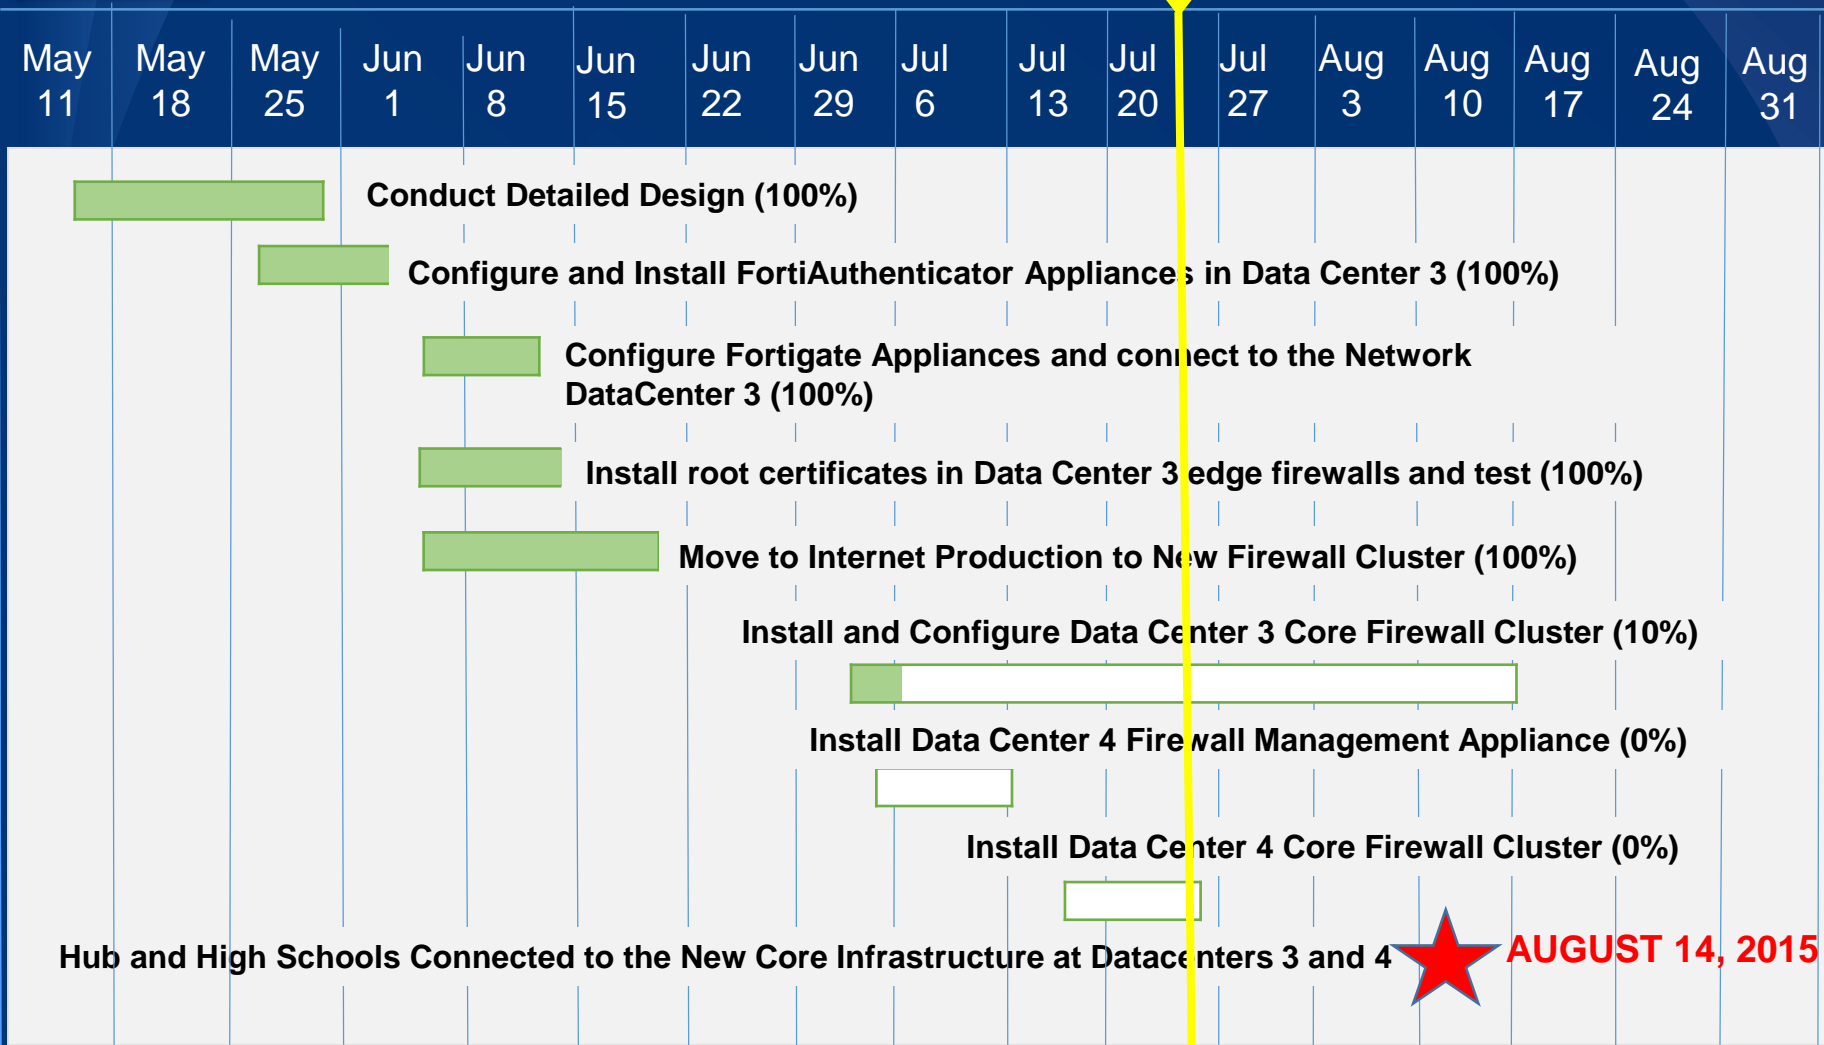 May May May Jun Jun Jun Jun Jun Jul Jul Jul Jul Aug Aug Aug Aug Aug
11 18 25 1 8 15 22 29 6 13 20 27 3 10 17 24 31
Conduct Detailed Design (100%)
Configure and Install FortiAuthenticator Appliances in Data Center 3 (100%)
Configure Fortigate Appliances and connect to the Network
DataCenter 3 (100%)
Install root certificates in Data Center 3 edge firewalls and test (100%)
Move to Internet Production to New Firewall Cluster (100%)
Install and Configure Data Center 3 Core Firewall Cluster (10%)
Install Data Center 4 Firewall Management Appliance (0%)
Install Data Center 4 Core Firewall Cluster (0%)
Hub and High Schools Connected to the New Core Infrastructure at Datacenters 3 and 4 AUGUST 14, 2015